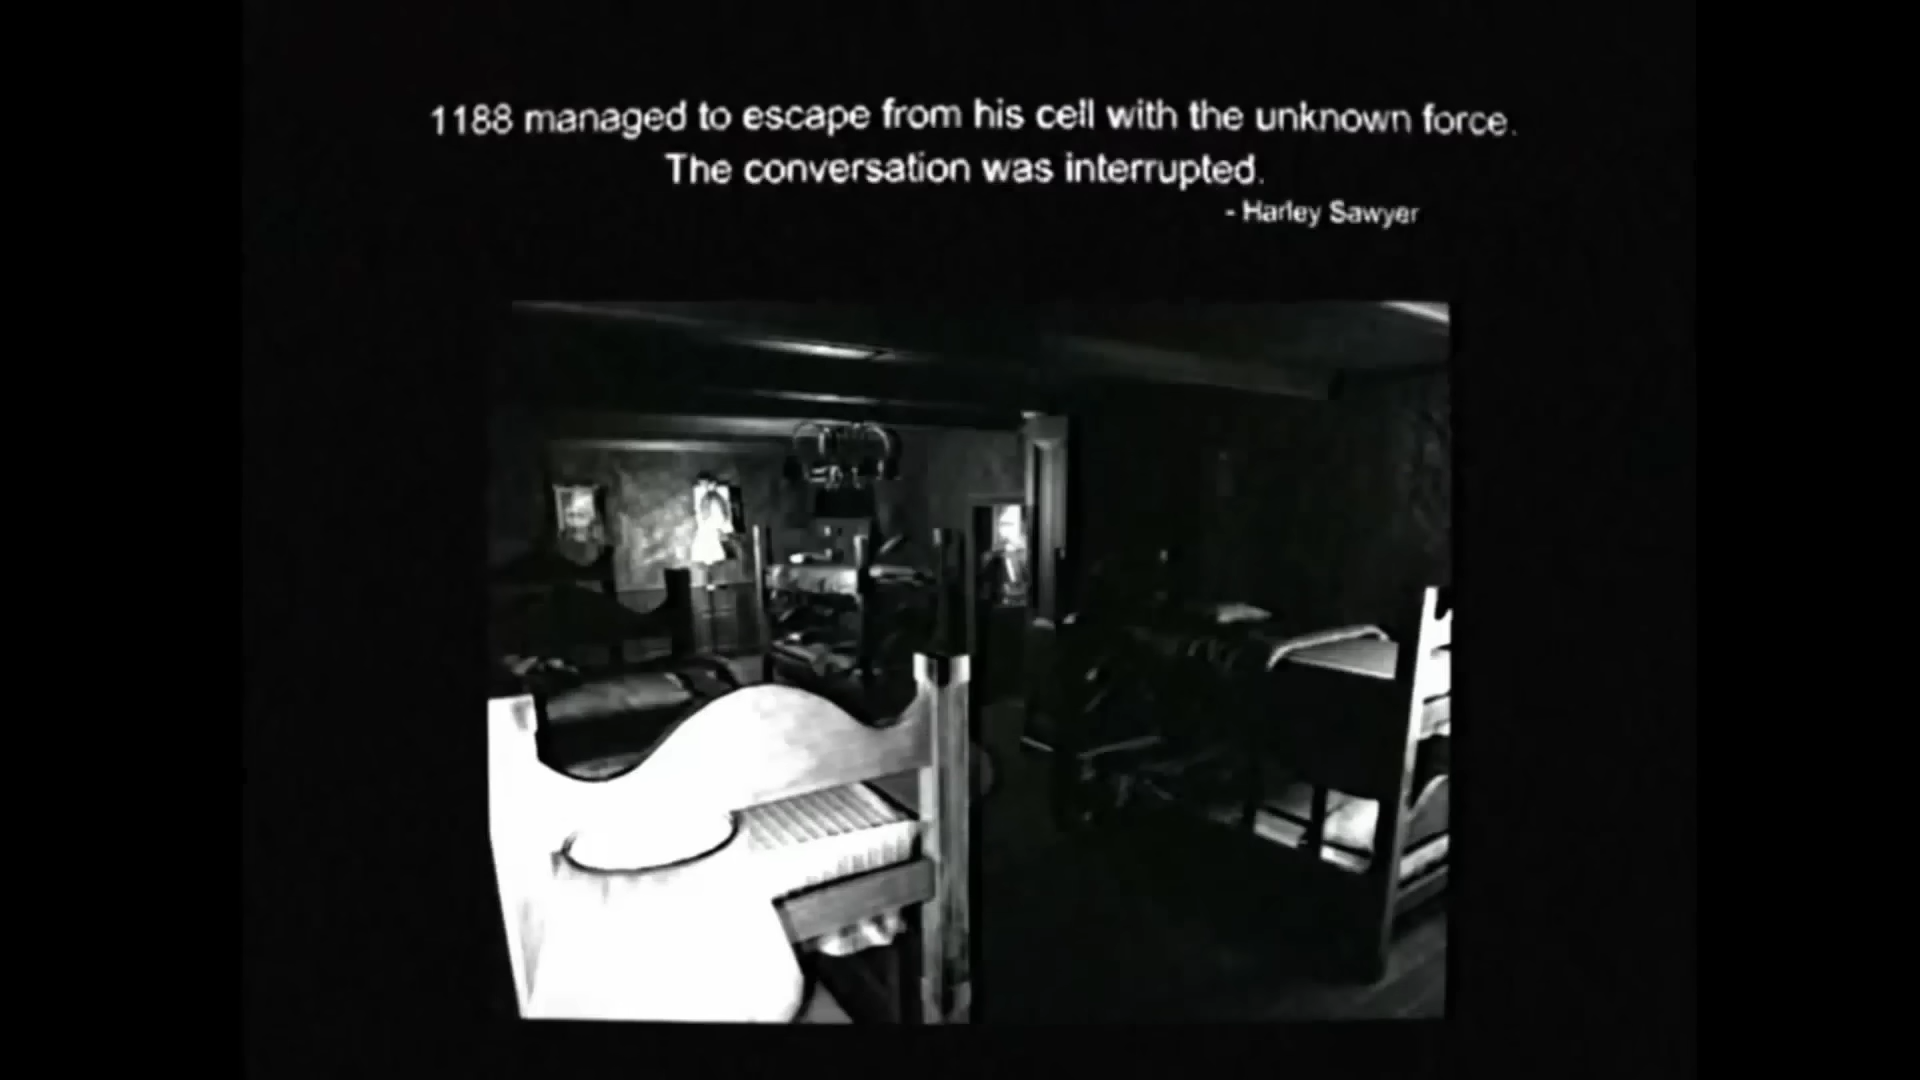 1188 managed to escape from his cell with the unknown force.
The conversation was interrupted.
- Harley Sawyer